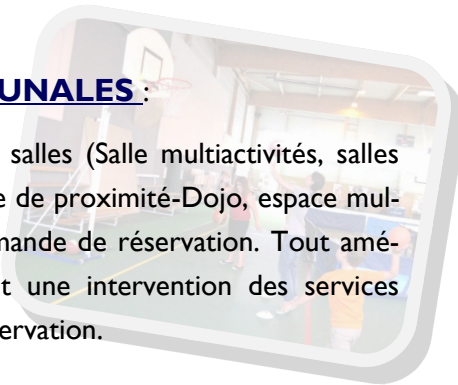 UNALES :
salles (Salle multiactivités, salles
e de proximité-Dojo, espace mul-
mande de réservation. Tout amé-
t une intervention des services
ervation.